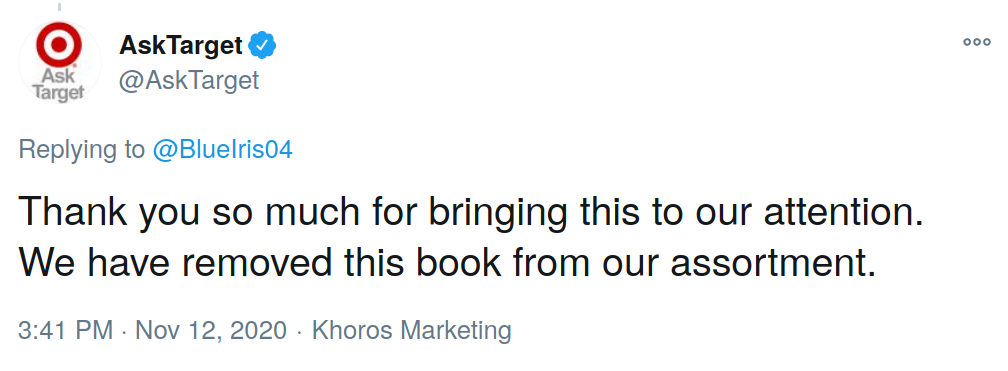 AskTarget
@AskTarget
Ask
Target
Replying to @BlueIris04
Thank you so much for bringing this to our attention.
We have removed this book from our assortment.
3:41 PM · Nov 12, 2020 · Khoros Marketing